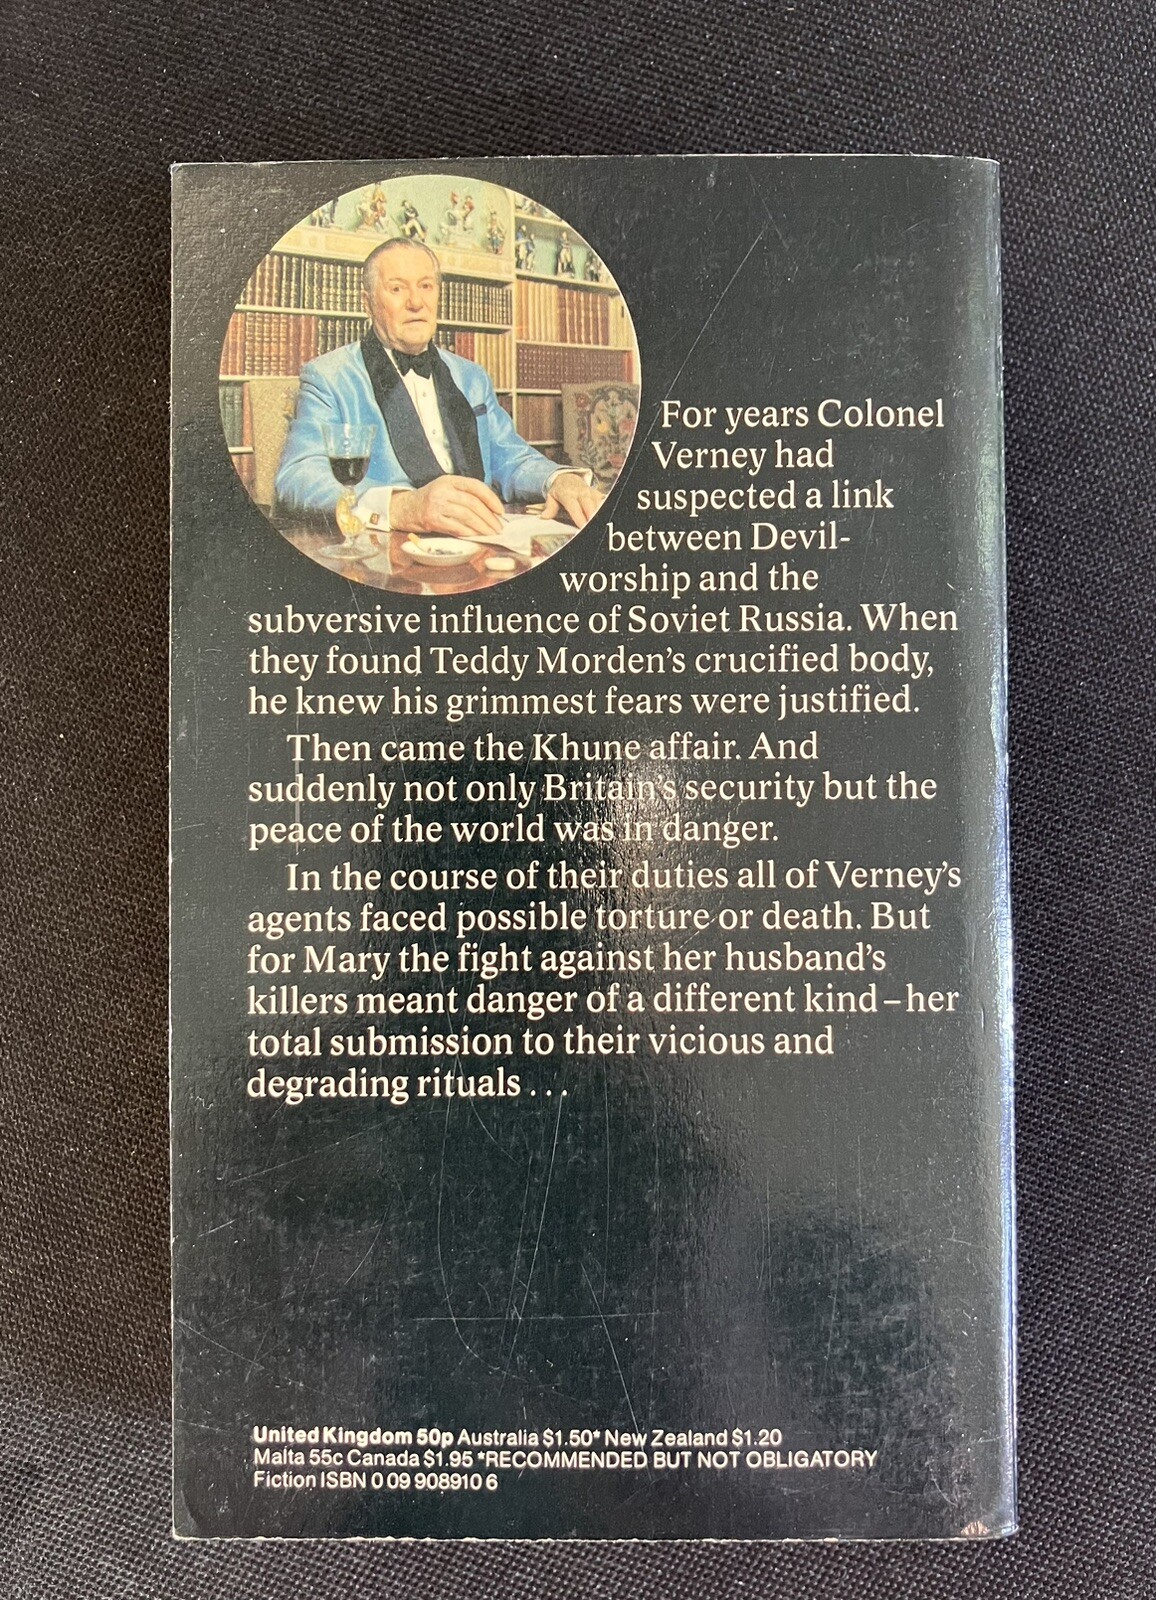 For years Colonel
Verney had
suspected a link
between Devil-
worship and the
subversive influence of Soviet Russia. When
they found Teddy Morden's crucified body,
he knew his grimmest fears were justified.
Then came the Khune affair. And
suddenly not only Britain's security but the
peace of the world was in danger.
In the course of their duties all of Verney's
agents faced possible torture or death. But
for Mary the fight against her husband's
killers meant danger of a different kind – her
total submission to their vicious and
degrading rituals . . .
United Kingdom 50p Australia $1.50* New Zealand $1.20
Malta 55c Canada $1.95 *RECOMMENDED BUT NOT OBLIGATORY
Fiction ISBN 0 09 908910 6